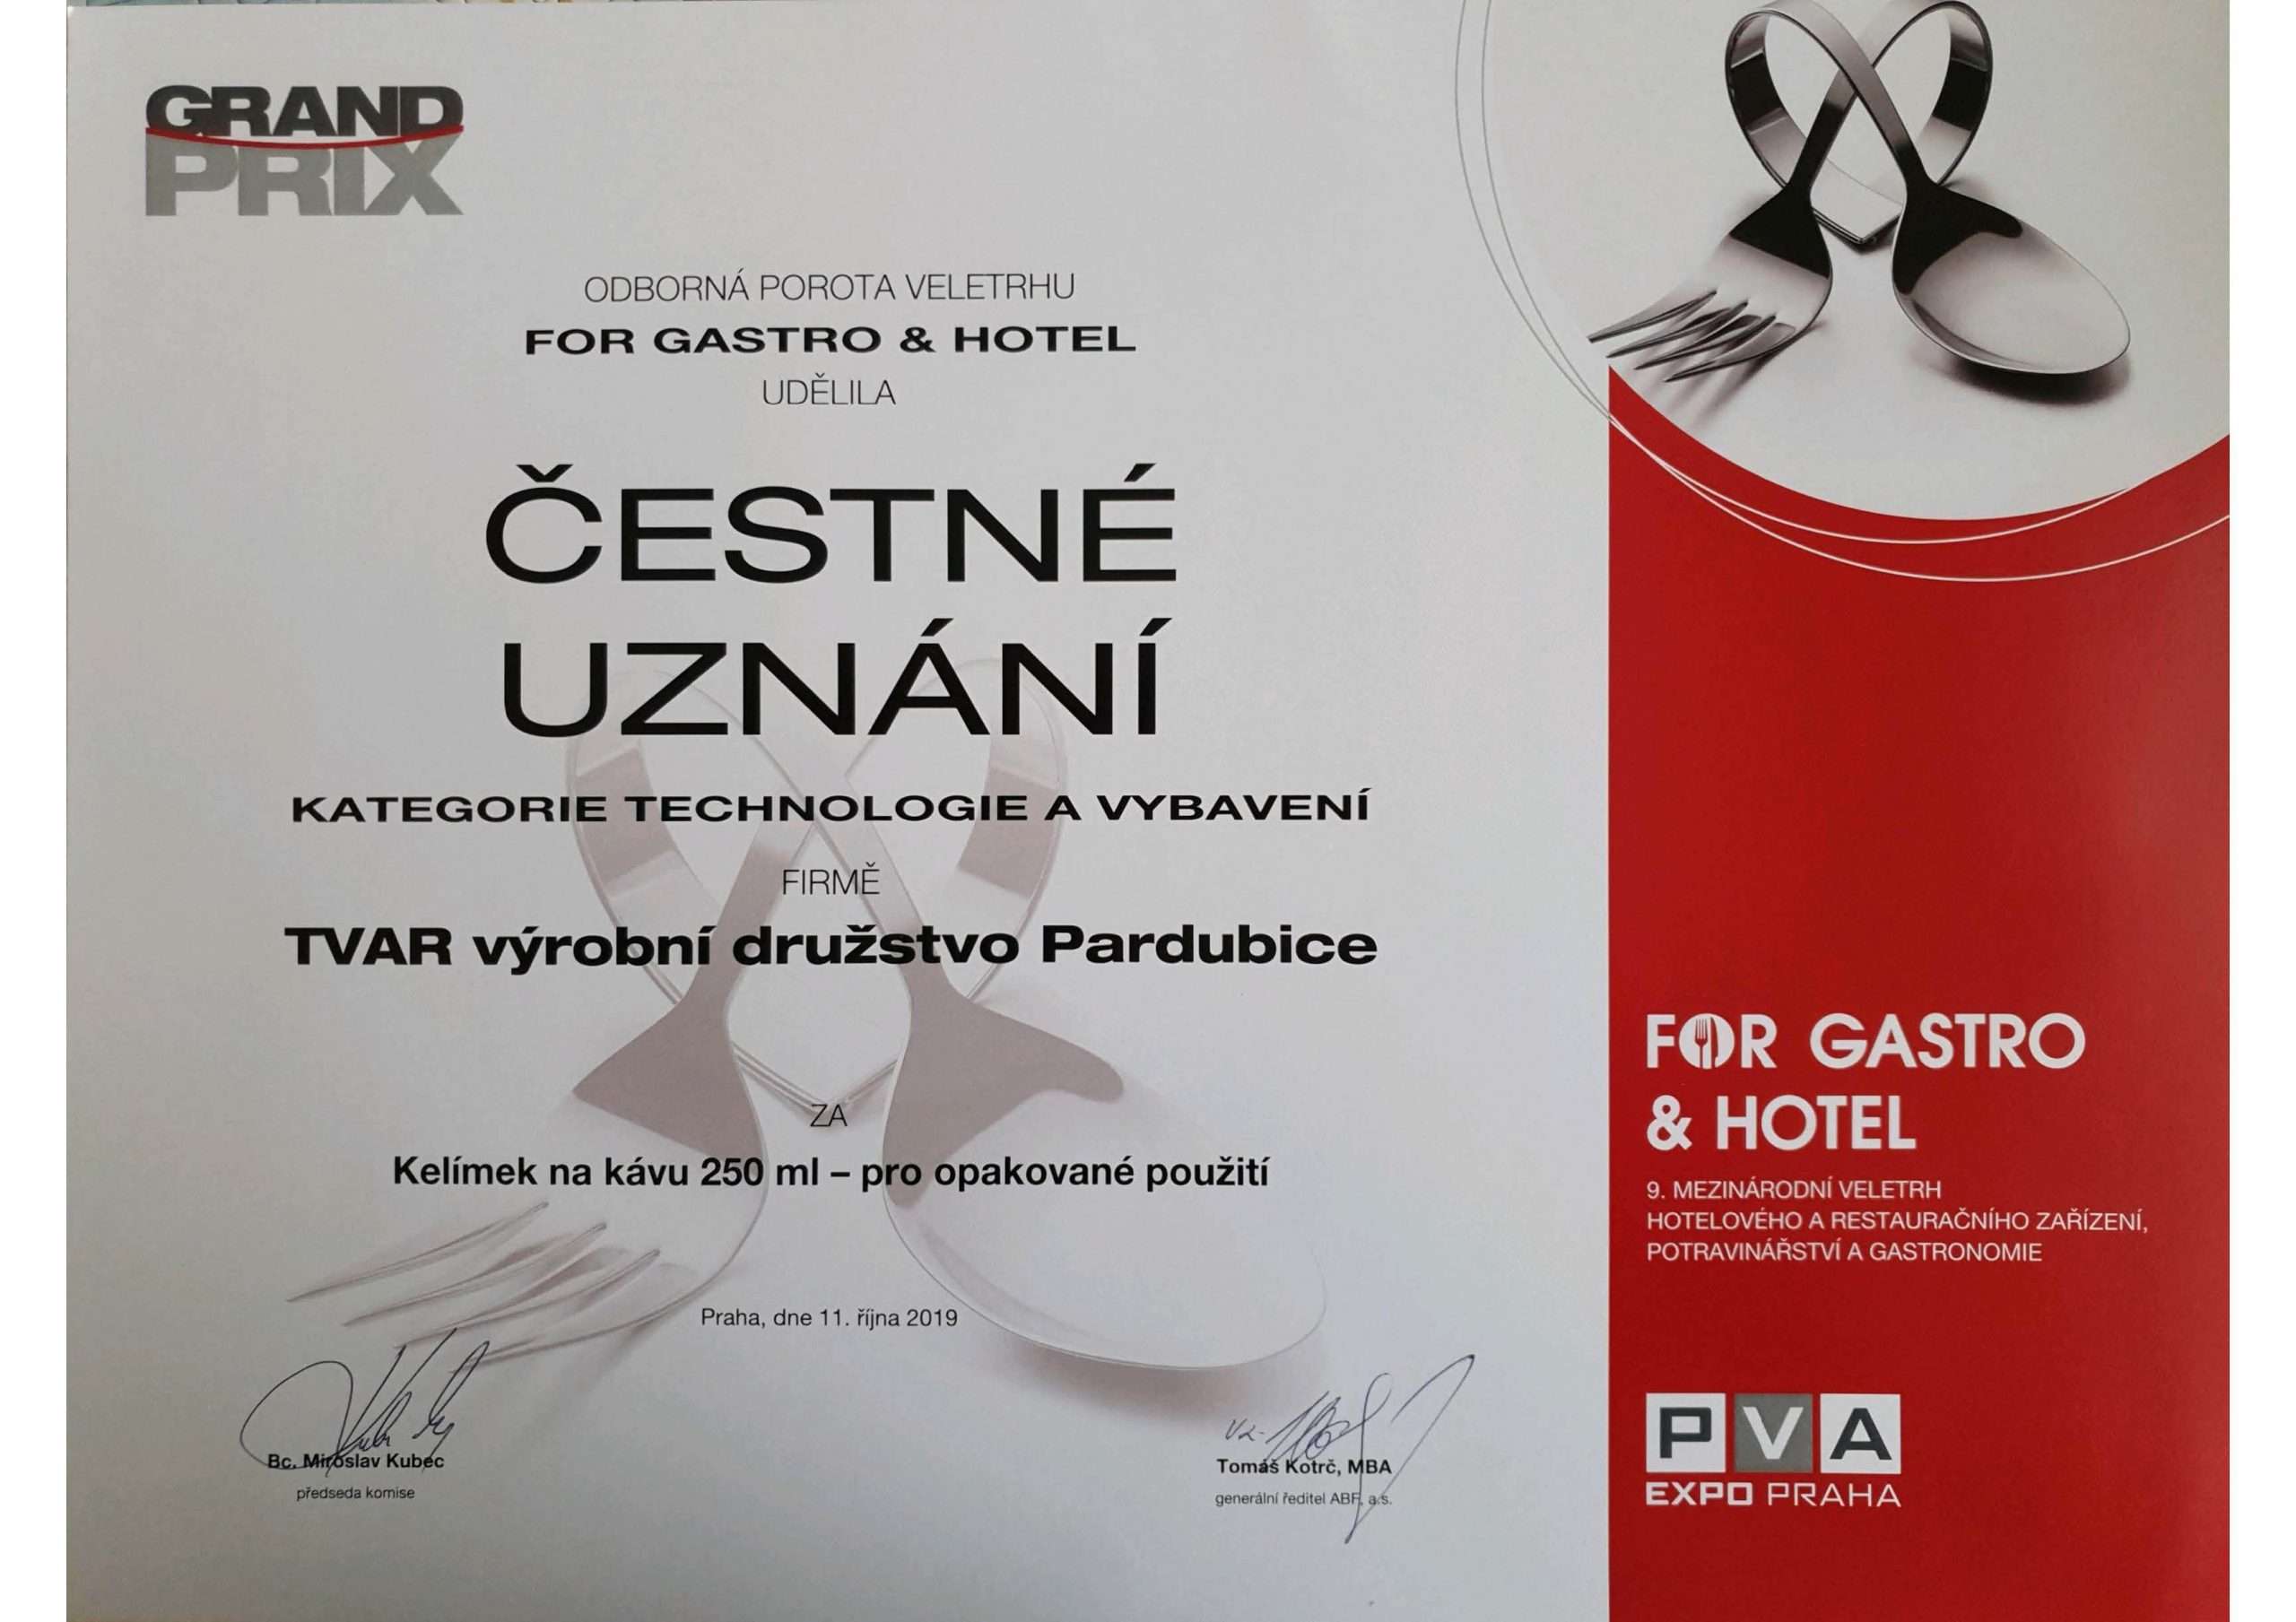 GRAND
PRIX
ODBORNÁ POROTA VELETRHU
FOR GASTRO & HOTEL
UDĚLILA
ČESTNÉ
UZNÁNÍ
KATEGORIE TECHNOLOGIE A VYBAVENÍ
FIRMĚ
TVAR výrobní družstvo Pardubice
ZA
Kelímek na kávu 250 ml – pro opakované použití
Praha, dne 11. října 2019
Bc. Miroslav Kubec
předseda komise
Tomáš Kotrč, MBA
generální ředitel ABF, a.s.
FOR GASTRO
& HOTEL
9. MEZINÁRODNÍ VELETRH
HOTELOVÉHO A RESTAURAČNÍHO ZAŘÍZENÍ,
POTRAVINÁŘSTVÍ A GASTRONOMIE
PVA
EXPO PRAHA